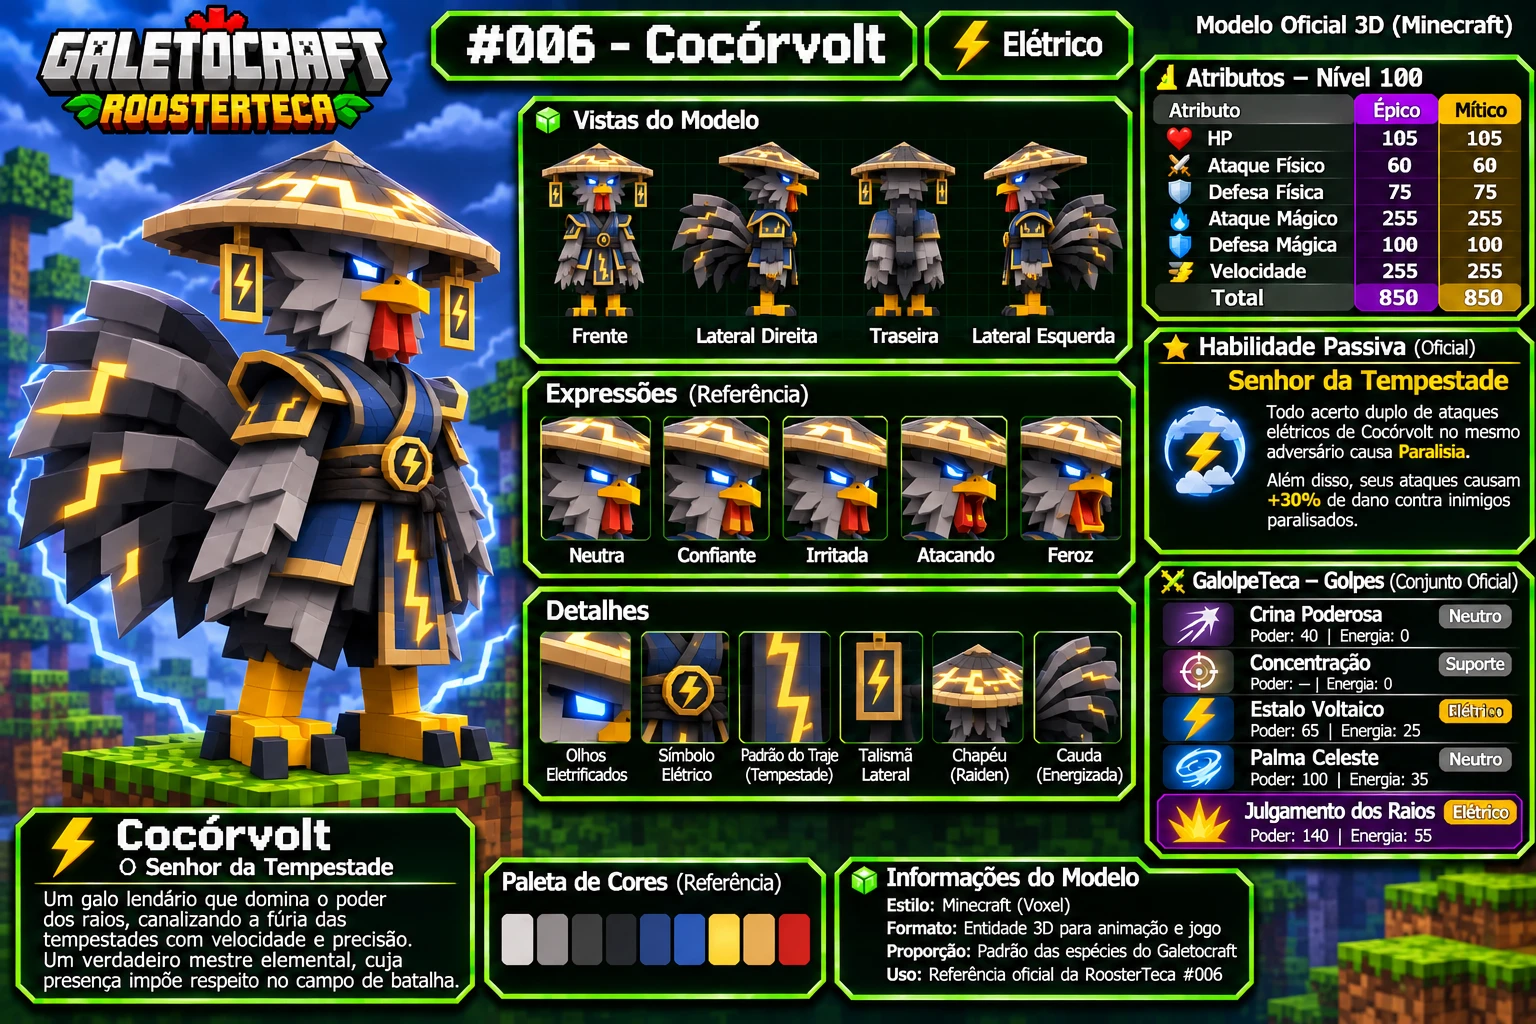 GALETOCRAFT
ROOSTERTECA
#006 - Cocórvolt
Elétrico
Modelo Oficial 3D (Minecraft)
Vistas do Modelo
Frente
Lateral Direita
Traseira
Lateral Esquerda
Expressões (Referência)
Neutra
Confiante
Irritada
Atacando
Feroz
Detalhes
Olhos
Eletrificados
Símbolo
Elétrico
Padrão do Traje
(Tempestade)
Talismã
Lateral
Chapéu
(Raiden)
Cauda
(Energizada)
Atributos – Nível 100
Atributo Épico Mítico
HP 105 105
Ataque Físico 60 60
Defesa Física 75 75
Ataque Mágico 255 255
Defesa Mágica 100 100
Velocidade 255 255
Total 850 850
Habilidade Passiva (Oficial)
Senhor da Tempestade
Todo acerto duplo de ataques
elétricos de Cocórvolt no mesmo
adversário causa Paralisia.
Além disso, seus ataques causam
+30% de dano contra inimigos
paralisados.
GalolpeTeca – Golpes (Conjunto Oficial)
Crina Poderosa Neutro
Poder: 40 | Energia: 0
Concentração Suporte
Poder: — | Energia: 0
Estalo Voltaico Elétrico
Poder: 65 | Energia: 25
Palma Celeste Neutro
Poder: 100 | Energia: 35
Julgamento dos Raios Elétrico
Poder: 140 | Energia: 55
Cocórvolt
O Senhor da Tempestade
Um galo lendário que domina o poder
dos raios, canalizando a fúria das
tempestades com velocidade e precisão.
Um verdadeiro mestre elemental, cuja
presença impõe respeito no campo de batalha.
Paleta de Cores (Referência)
Informações do Modelo
Estilo: Minecraft (Voxel)
Formato: Entidade 3D para animação e jogo
Proporção: Padrão das espécies do Galetocraft
Uso: Referência oficial da RoosterTeca #006